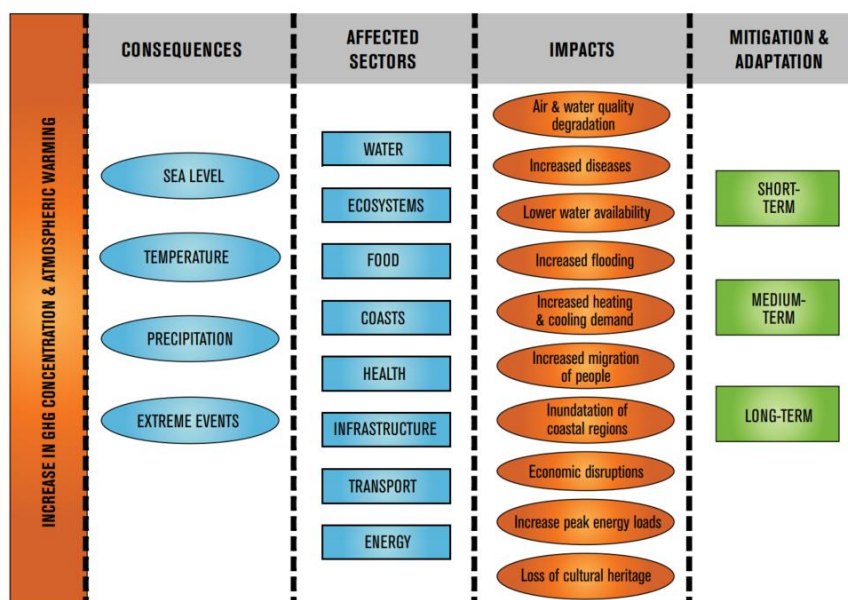 INCREASE IN GHG CONCENTRATION & ATMOSPHERIC WARMING
CONSEQUENCES
SEA LEVEL
TEMPERATURE
PRECIPITATION
EXTREME EVENTS
AFFECTED
SECTORS
WATER
ECOSYSTEMS
FOOD
COASTS
HEALTH
INFRASTRUCTURE
TRANSPORT
ENERGY
IMPACTS
Air & water quality
degradation
Increased diseases
Lower water availability
Increased flooding
Increased heating
& cooling demand
Increased migration
of people
Inundatation of
coastal regions
Economic disruptions
Increase peak energy loads
Loss of cultural heritage
MITIGATION &
ADAPTATION
SHORT-
TERM
MEDIUM-
TERM
LONG-TERM